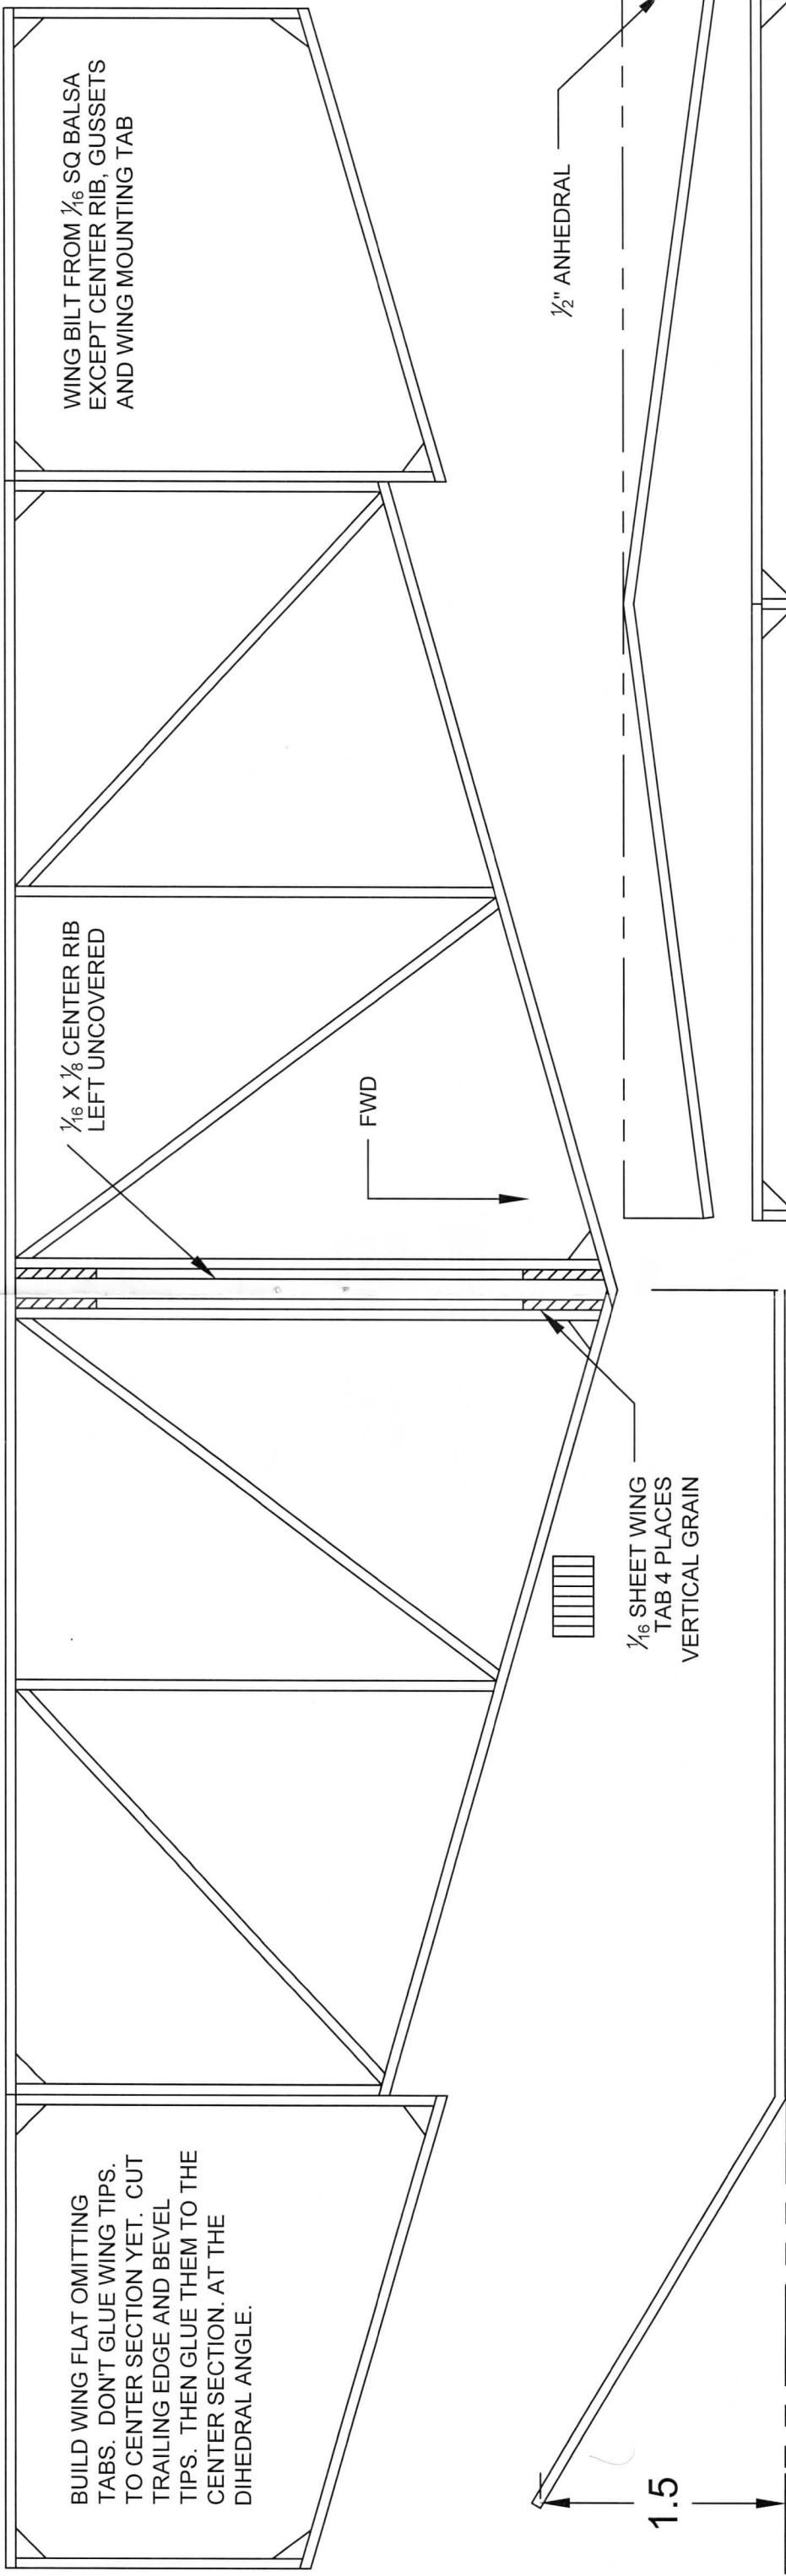 BUILD WING FLAT OMITTING
TABS. DON'T GLUE WING TIPS.
TO CENTER SECTION YET. CUT
TRAILING EDGE AND BEVEL
TIPS. THEN GLUE THEM TO THE
CENTER SECTION. AT THE
DIHEDRAL ANGLE.
1/16 X 1/8 CENTER RIB
LEFT UNCOVERED
WING BILT FROM 1/16 SQ BALSA
EXCEPT CENTER RIB, GUSSETS
AND WING MOUNTING TAB
FWD
1/16 SHEET WING
TAB 4 PLACES
VERTICAL GRAIN
1/2" ANHEDRAL
1.5